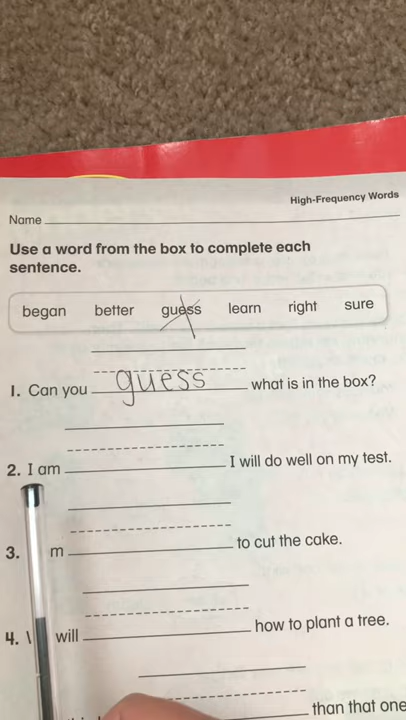 High-Frequency Words
Name
Use a word from the box to complete each
sentence.
began better guess learn right sure
1. Can you guess what is in the box?
2. I am I will do well on my test.
3. m to cut the cake.
4. will how to plant a tree.
than that one